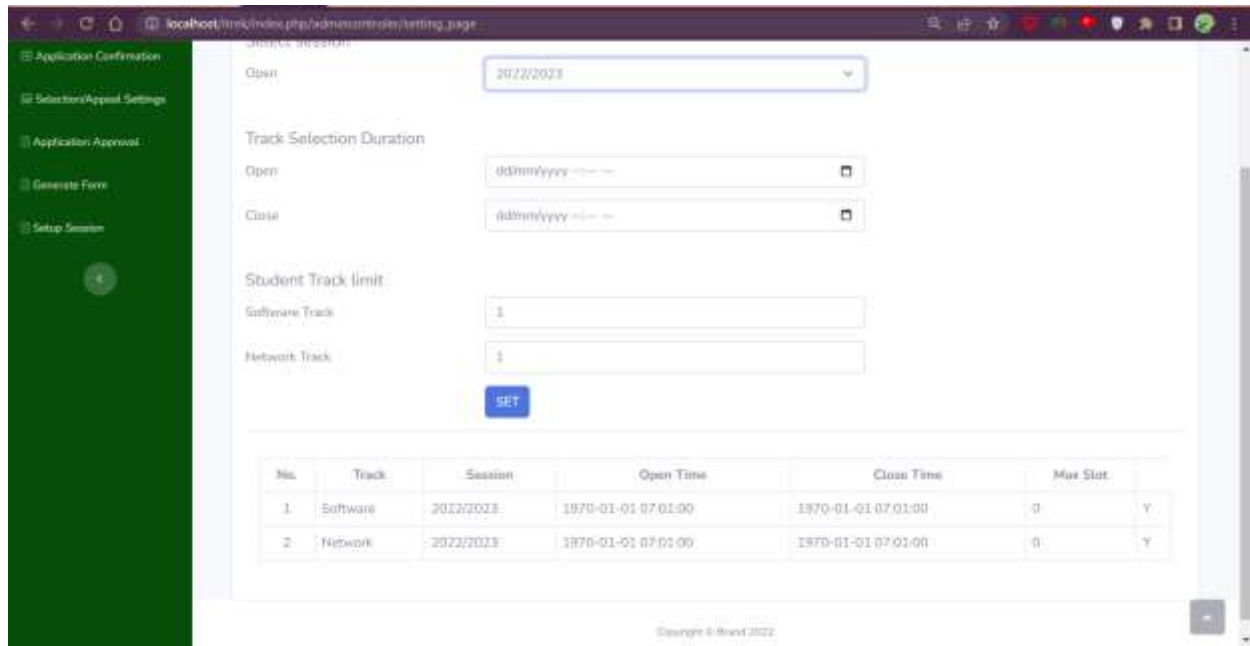 localhost/ttmk/index.php/admincontroller/setting_page
Application Confirmation
Selection/Appeal Settings
Application Approval
Generate Form
Setup Session
Select Session
Open
2022/2023
Track Selection Duration
Open
dd/mm/yyyy --:-- --
Close
dd/mm/yyyy --:-- --
Student Track limit
Software Track
1
Network Track
1
SET
No. Track Session Open Time Close Time Max Slot
1 Software 2022/2023 1970-01-01 07:01:00 1970-01-01 07:01:00 0 Y
2 Network 2022/2023 1970-01-01 07:01:00 1970-01-01 07:01:00 0 Y
Copyright © Brand 2022